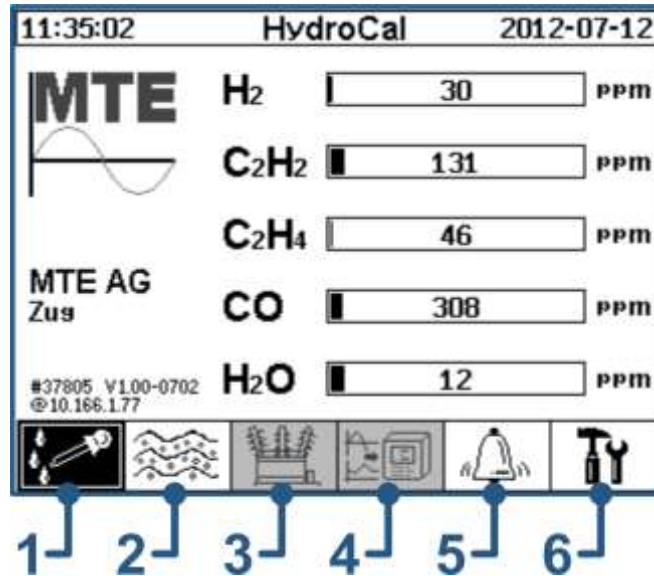 11:35:02 HydroCal 2012-07-12
MTE
H2 30 ppm
C2H2 131 ppm
C2H4 46 ppm
MTE AG
Zug
CO 308 ppm
#37805 V1.00-0702
@10.166.1.77
H2O 12 ppm
1 2 3 4 5 6